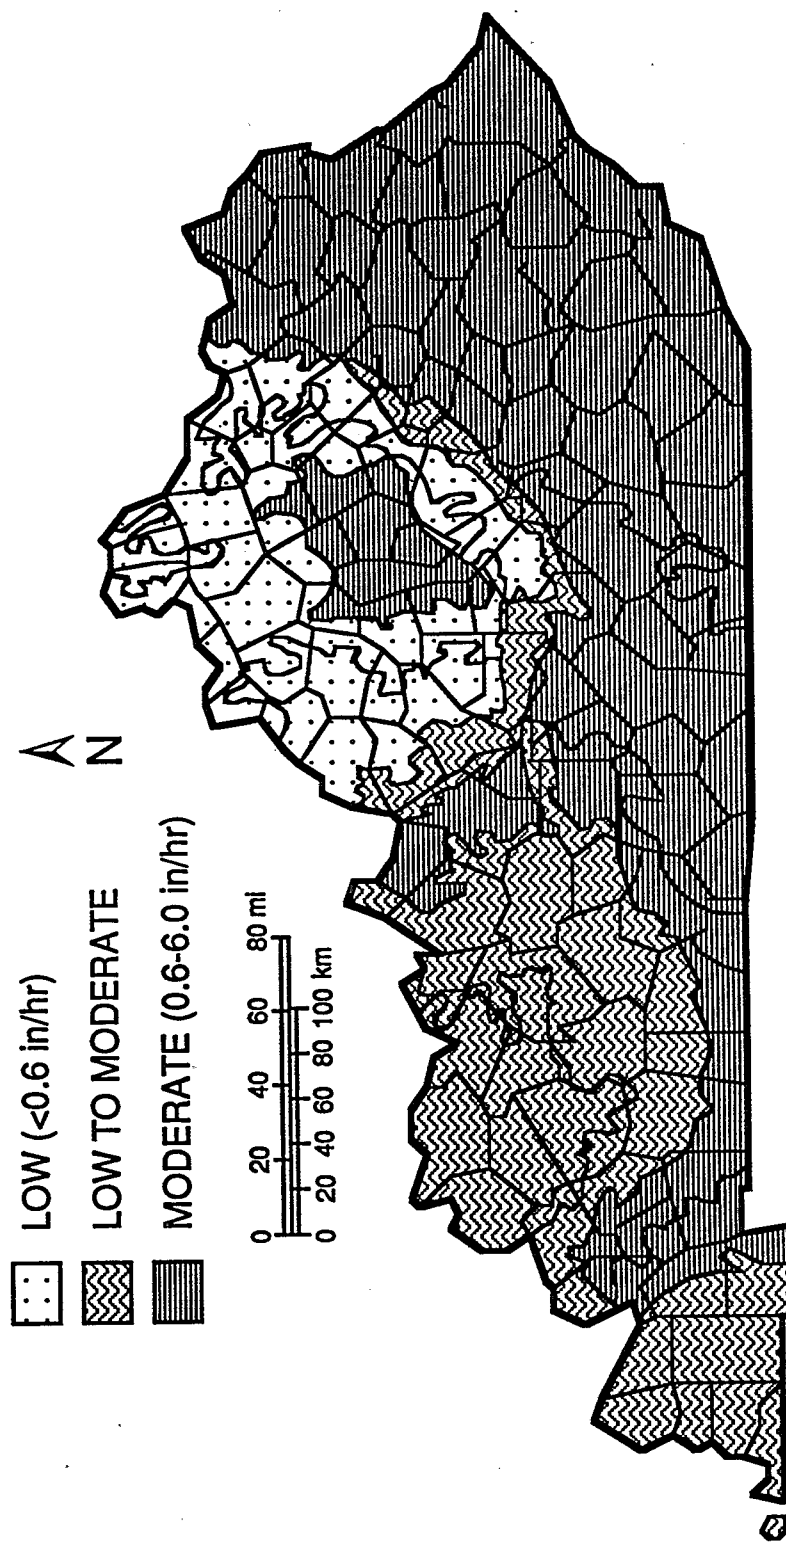 LOW (<0.6 in/hr)
LOW TO MODERATE
MODERATE (0.6-6.0 in/hr)
N
0 20 40 60 80 mi
0 20 40 60 80 100 km